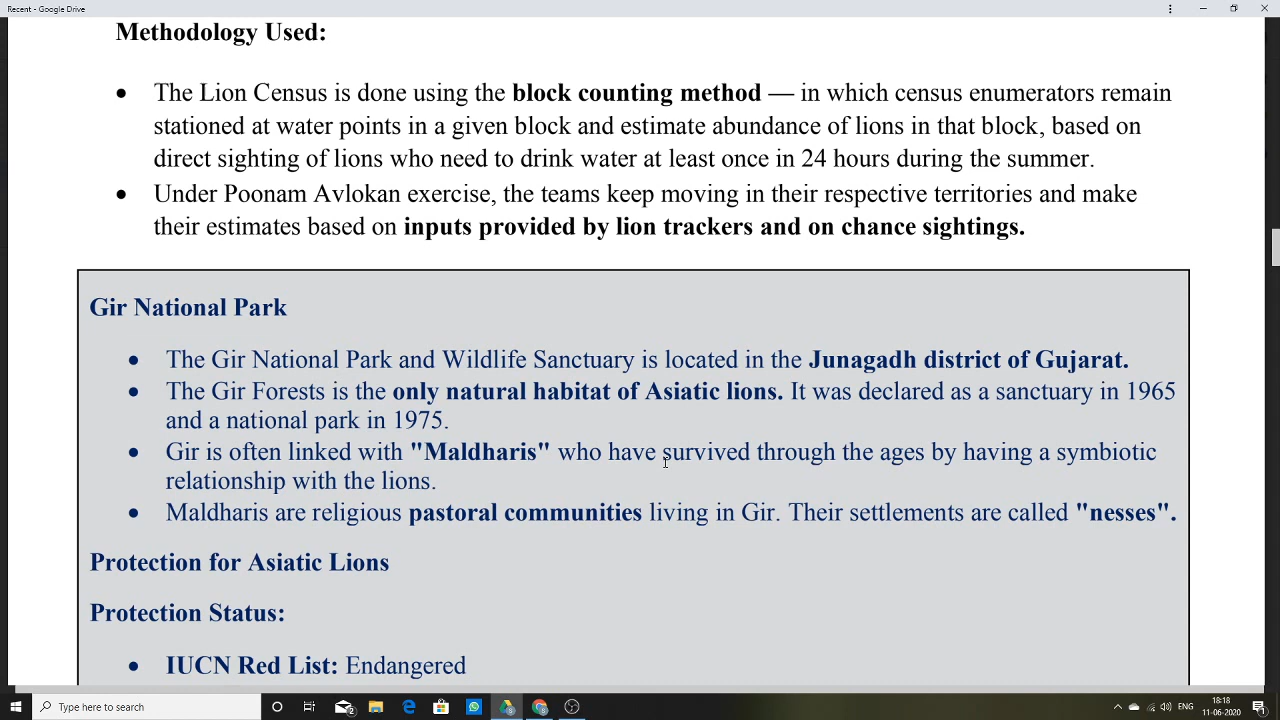 Recent - Google Drive
Methodology Used:
• The Lion Census is done using the block counting method — in which census enumerators remain
stationed at water points in a given block and estimate abundance of lions in that block, based on
direct sighting of lions who need to drink water at least once in 24 hours during the summer.
• Under Poonam Avlokan exercise, the teams keep moving in their respective territories and make
their estimates based on inputs provided by lion trackers and on chance sightings.
Gir National Park
• The Gir National Park and Wildlife Sanctuary is located in the Junagadh district of Gujarat.
• The Gir Forests is the only natural habitat of Asiatic lions. It was declared as a sanctuary in 1965
and a national park in 1975.
• Gir is often linked with "Maldharis" who have survived through the ages by having a symbiotic
relationship with the lions.
• Maldharis are religious pastoral communities living in Gir. Their settlements are called "nesses".
Protection for Asiatic Lions
Protection Status:
• IUCN Red List: Endangered
Type here to search
18:18
11-06-2020